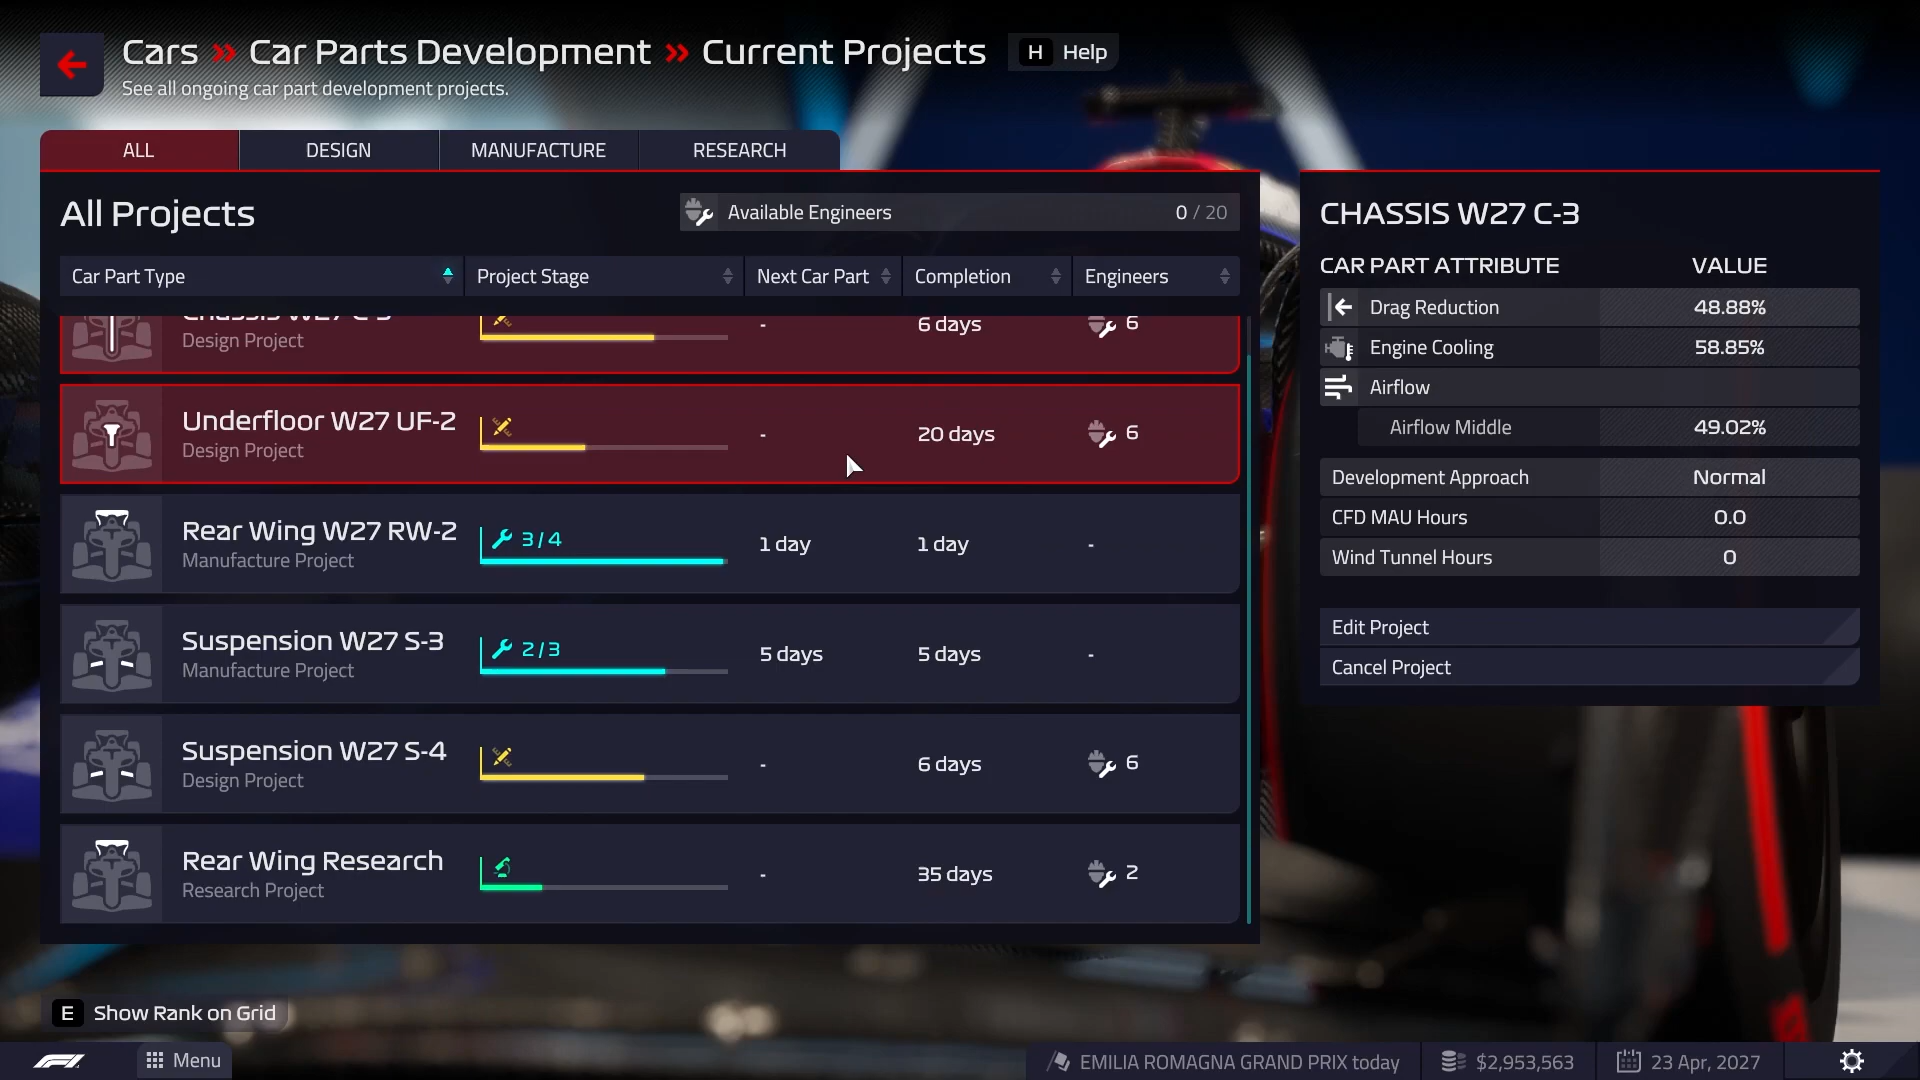 Cars » Car Parts Development » Current Projects H Help
See all ongoing car part development projects.
ALL DESIGN MANUFACTURE RESEARCH
All Projects
Available Engineers 0 / 20
Car Part Type Project Stage Next Car Part Completion Engineers
Chassis W27 C-3 - 6 days 6
Design Project
Underfloor W27 UF-2 - 20 days 6
Design Project
Rear Wing W27 RW-2 3/4 1 day 1 day -
Manufacture Project
Suspension W27 S-3 2/3 5 days 5 days -
Manufacture Project
Suspension W27 S-4 - 6 days 6
Design Project
Rear Wing Research - 35 days 2
Research Project
CHASSIS W27 C-3
CAR PART ATTRIBUTE VALUE
Drag Reduction 48.88%
Engine Cooling 58.85%
Airflow
Airflow Middle 49.02%
Development Approach Normal
CFD MAU Hours 0.0
Wind Tunnel Hours 0
Edit Project
Cancel Project
E Show Rank on Grid
F1 Menu EMILIA ROMAGNA GRAND PRIX today $2,953,563 23 Apr, 2027